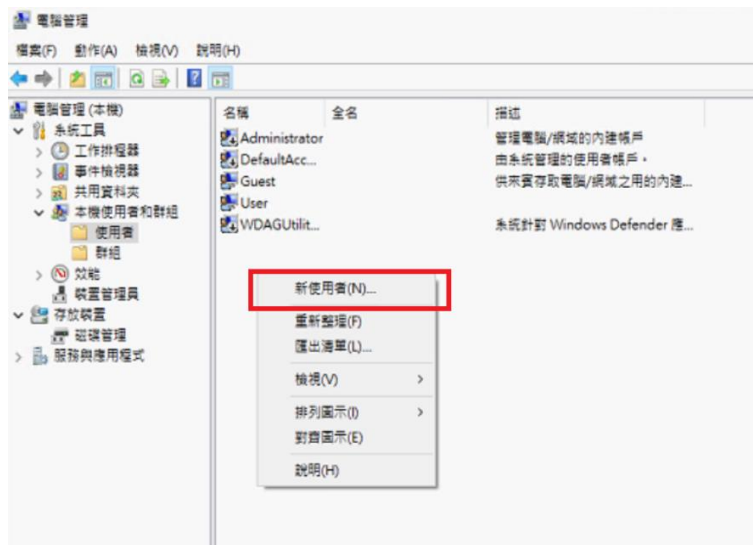 電腦管理
檔案(F) 動作(A) 檢視(V) 說明(H)
電腦管理 (本機)
系統工具
工作排程器
事件檢視器
共用資料夾
本機使用者和群組
使用者
群組
效能
裝置管理員
存放裝置
磁碟管理
服務與應用程式
名稱 全名 描述
Administrator 管理電腦/網域的內建帳戶
DefaultAcc... 由系統管理的使用者帳戶。
Guest 供來賓存取電腦/網域之用的內建...
User
WDAGUtilit... 系統針對 Windows Defender 應...
新使用者(N)...
重新整理(F)
匯出清單(L)...
檢視(V)
排列圖示(I)
對齊圖示(E)
說明(H)